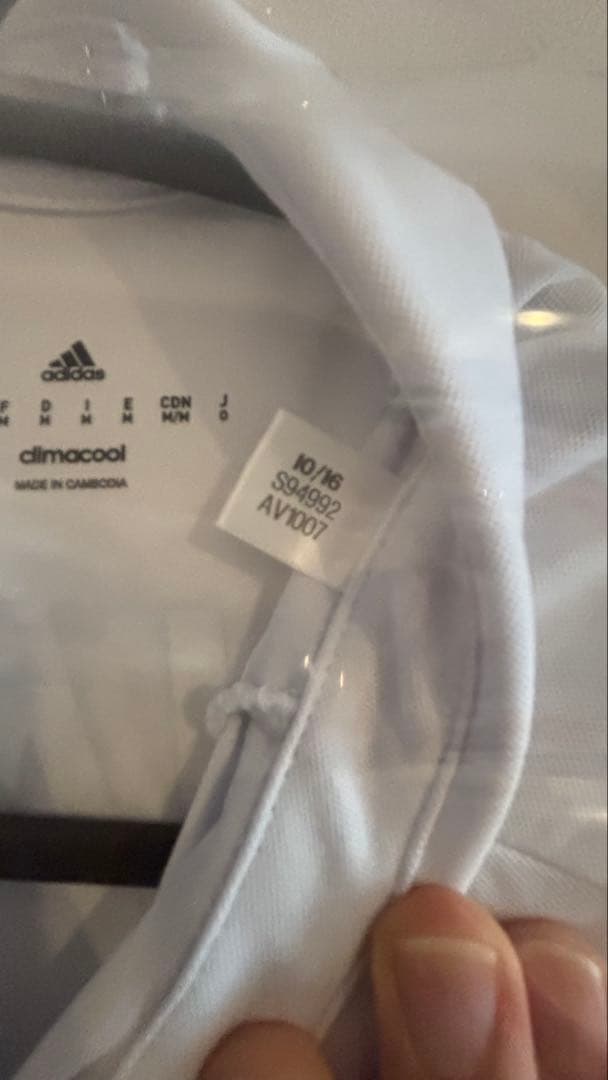 adidas
F D I E CDN J
M M M M M/M O
climacool
MADE IN CAMBODIA
10/16
S94992
AV1007